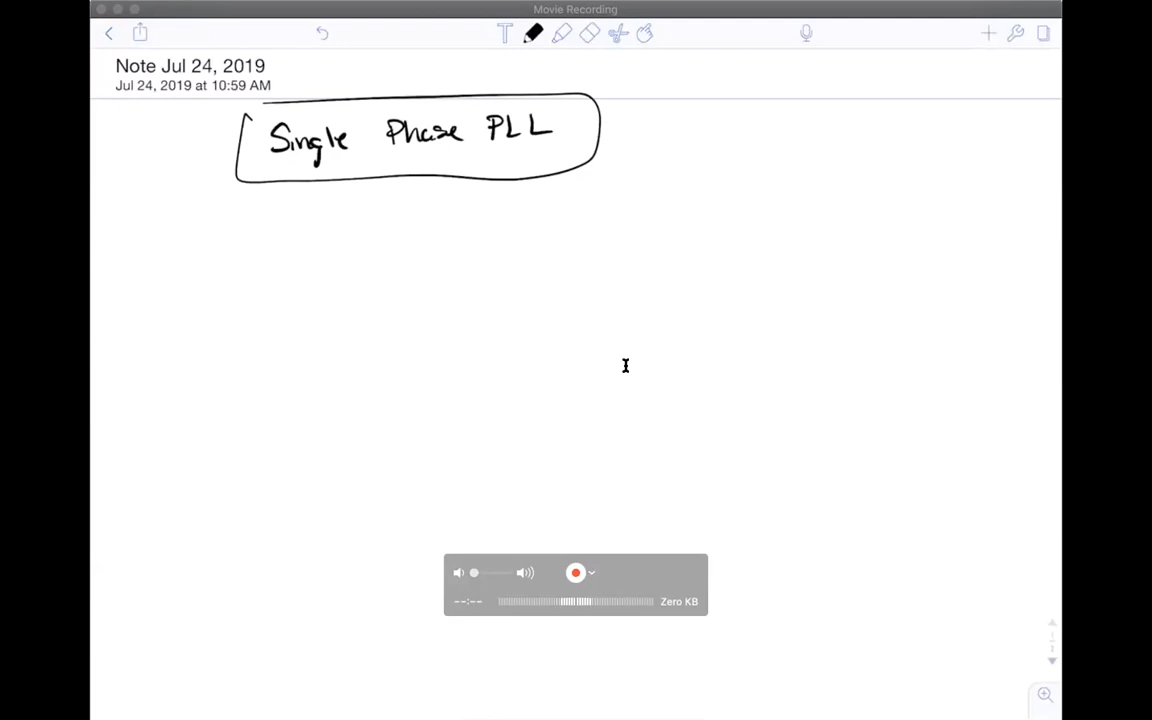 Movie Recording
Note Jul 24, 2019
Jul 24, 2019 at 10:59 AM
Single Phase PLL
--:-- Zero KB